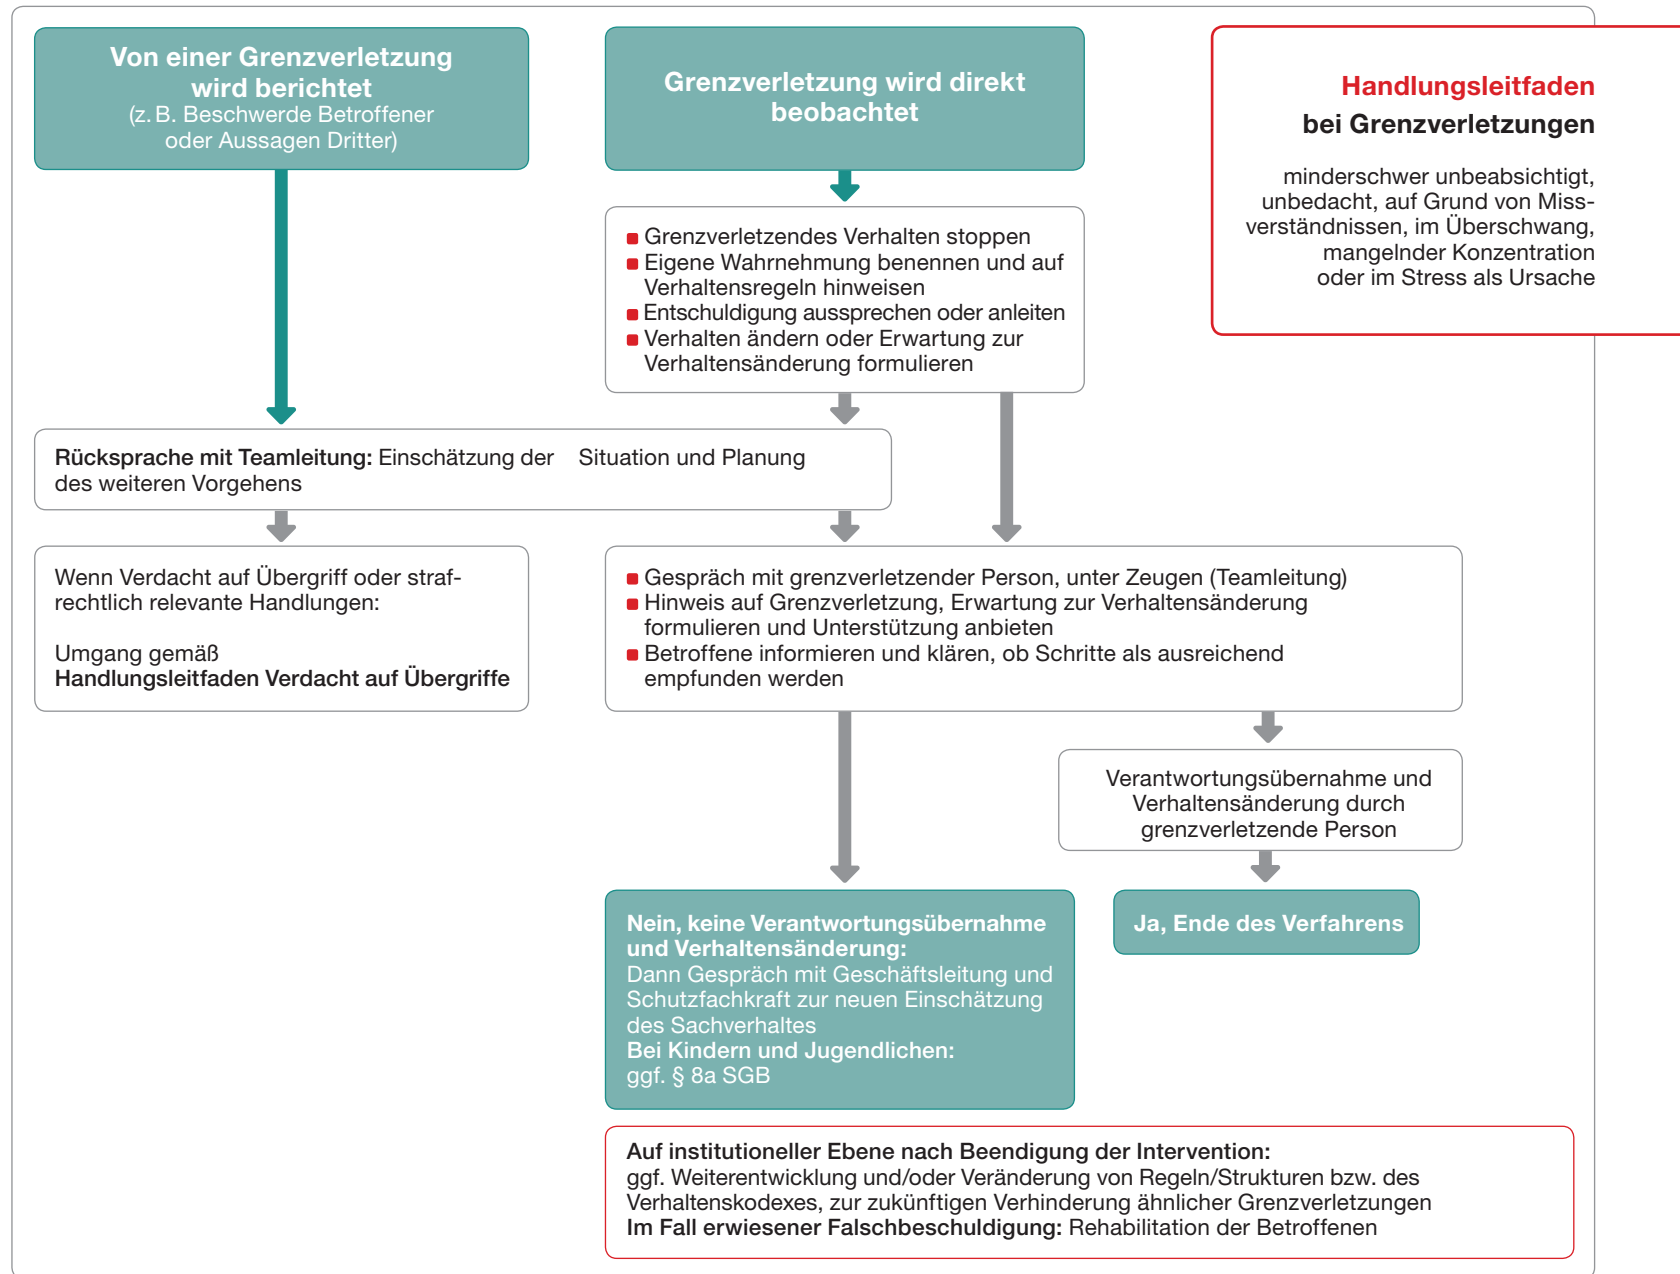 Von einer Grenzverletzung
wird berichtet
(z. B. Beschwerde Betroffener
oder Aussagen Dritter)
Grenzverletzung wird direkt
beobachtet
Handlungsleitfaden
bei Grenzverletzungen
minderschwer unbeabsichtigt,
unbedacht, auf Grund von Miss-
verständnissen, im Überschwang,
mangelnder Konzentration
oder im Stress als Ursache
Grenzverletzendes Verhalten stoppen
Eigene Wahrnehmung benennen und auf
Verhaltensregeln hinweisen
Entschuldigung aussprechen oder anleiten
Verhalten ändern oder Erwartung zur
Verhaltensänderung formulieren
Rücksprache mit Teamleitung: Einschätzung der Situation und Planung
des weiteren Vorgehens
Wenn Verdacht auf Übergriff oder straf-
rechtlich relevante Handlungen:
Umgang gemäß
Handlungsleitfaden Verdacht auf Übergriffe
Gespräch mit grenzverletzender Person, unter Zeugen (Teamleitung)
Hinweis auf Grenzverletzung, Erwartung zur Verhaltensänderung
formulieren und Unterstützung anbieten
Betroffene informieren und klären, ob Schritte als ausreichend
empfunden werden
Verantwortungsübernahme und
Verhaltensänderung durch
grenzverletzende Person
Nein, keine Verantwortungsübernahme
und Verhaltensänderung:
Dann Gespräch mit Geschäftsleitung und
Schutzfachkraft zur neuen Einschätzung
des Sachverhaltes
Bei Kindern und Jugendlichen:
ggf. § 8a SGB
Ja, Ende des Verfahrens
Auf institutioneller Ebene nach Beendigung der Intervention:
ggf. Weiterentwicklung und/oder Veränderung von Regeln/Strukturen bzw. des
Verhaltenskodexes, zur zukünftigen Verhinderung ähnlicher Grenzverletzungen
Im Fall erwiesener Falschbeschuldigung: Rehabilitation der Betroffenen